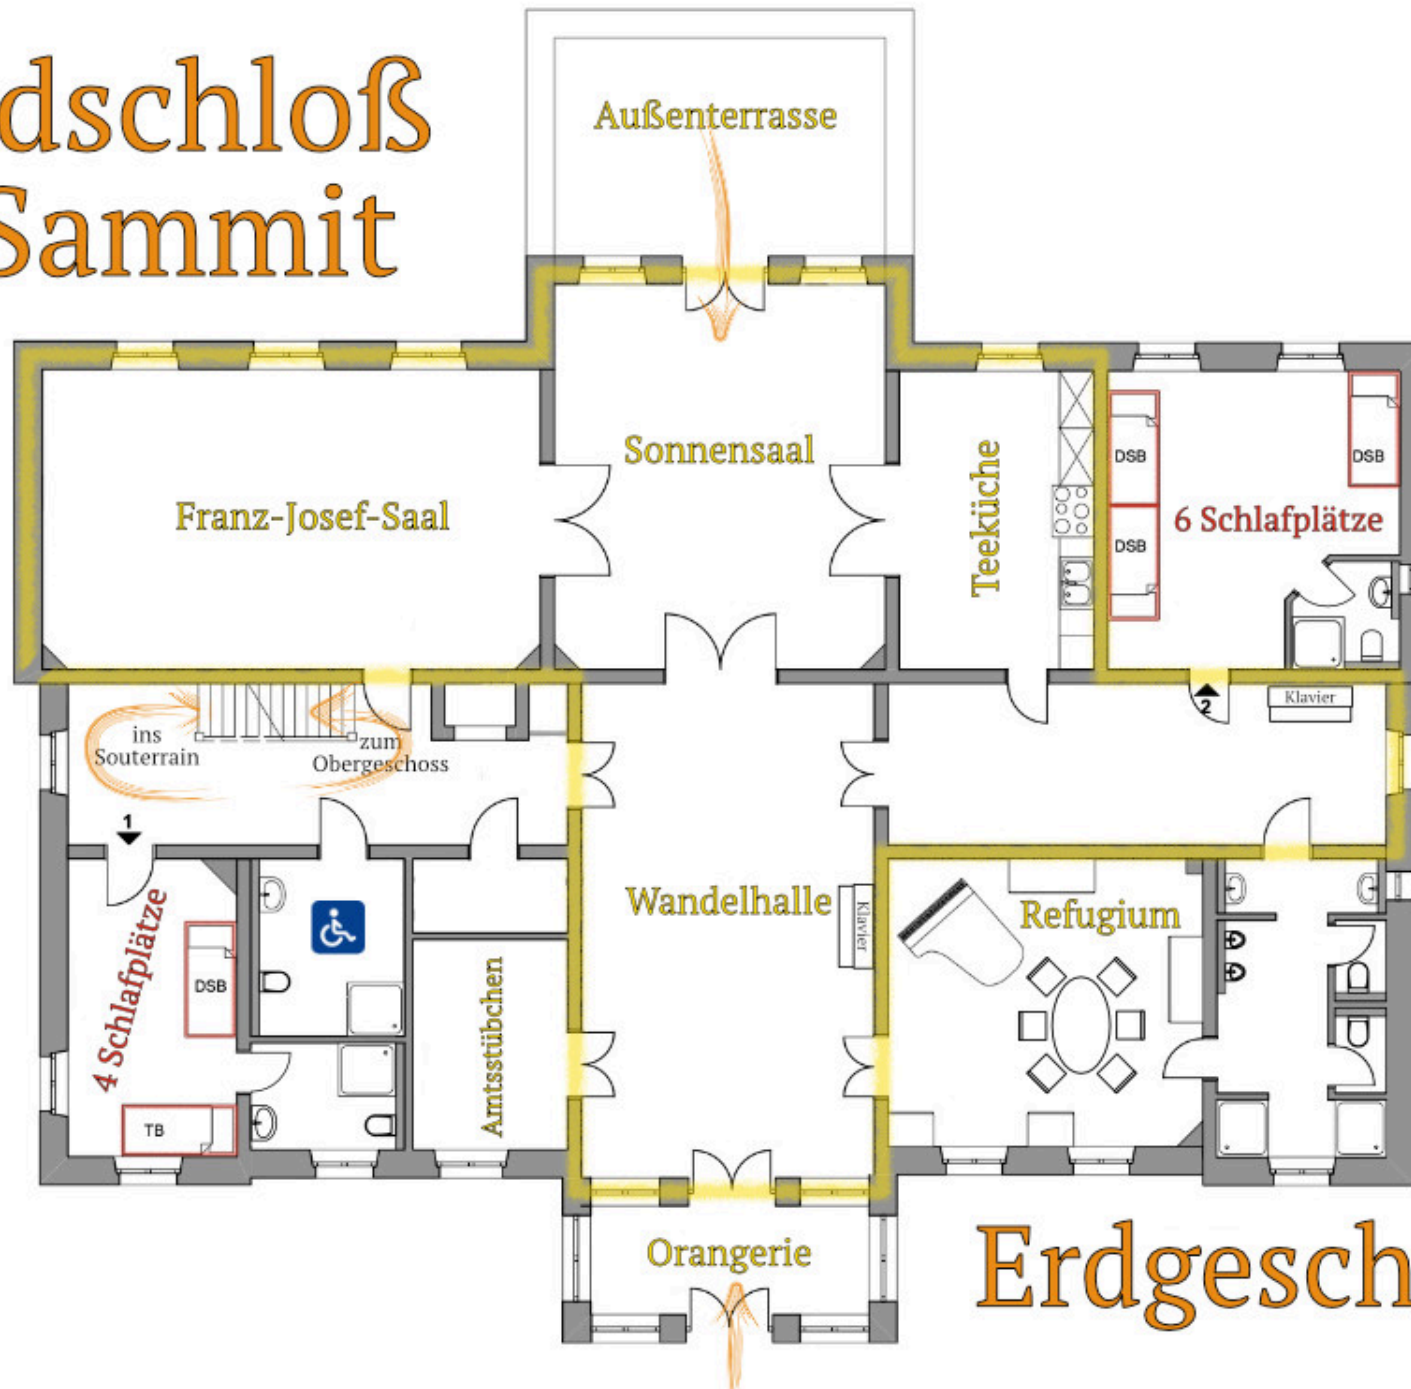 dschloß
Sammit
Außenterrasse
Sonnensaal
Franz-Josef-Saal
Teeküche
DSB
DSB
DSB
6 Schlafplätze
ins
Souterrain
zum
Obergeschoss
2
Klavier
1
4 Schlafplätze
DSB
TB
Amtsstübchen
Wandelhalle
Klavier
Refugium
Orangerie
Erdgesch